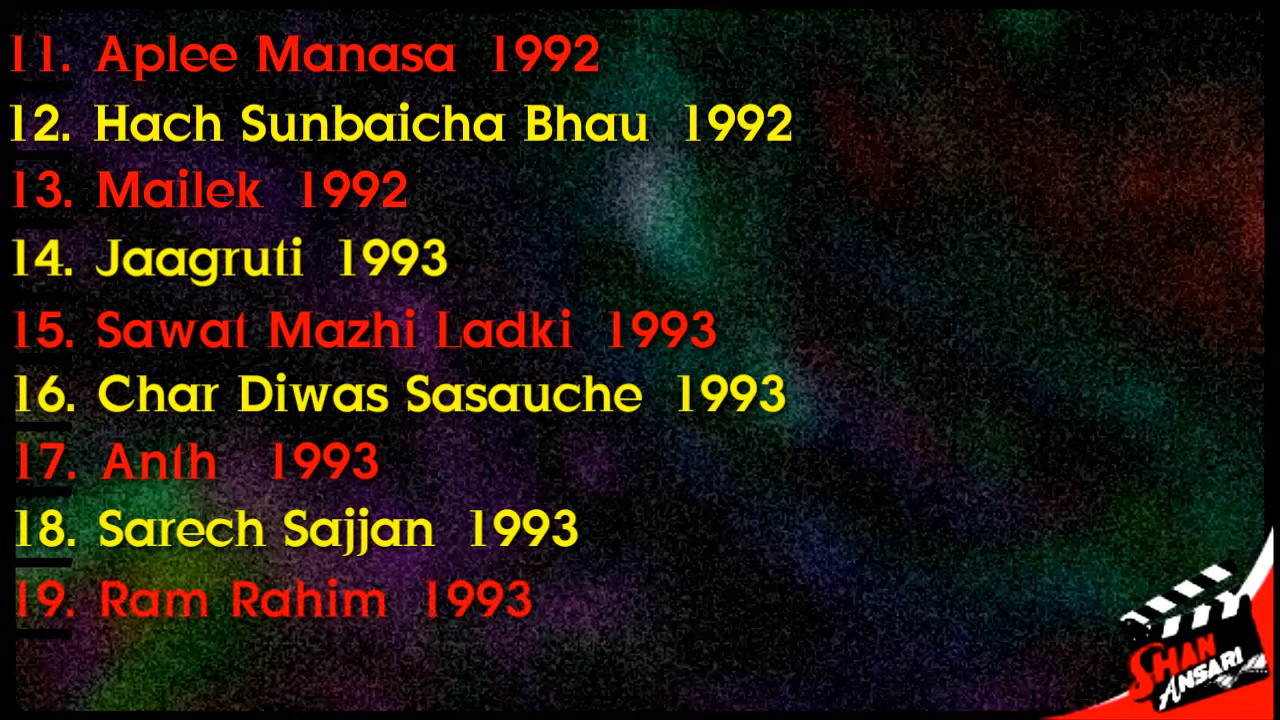 11. Aplee Manasa 1992
12. Hach Sunbaicha Bhau 1992
13. Mailek 1992
14. Jaagruti 1993
15. Sawat Mazhi Ladki 1993
16. Char Diwas Sasauche 1993
17. Anth 1993
18. Sarech Sajjan 1993
19. Ram Rahim 1993
SHAN
ANSARI